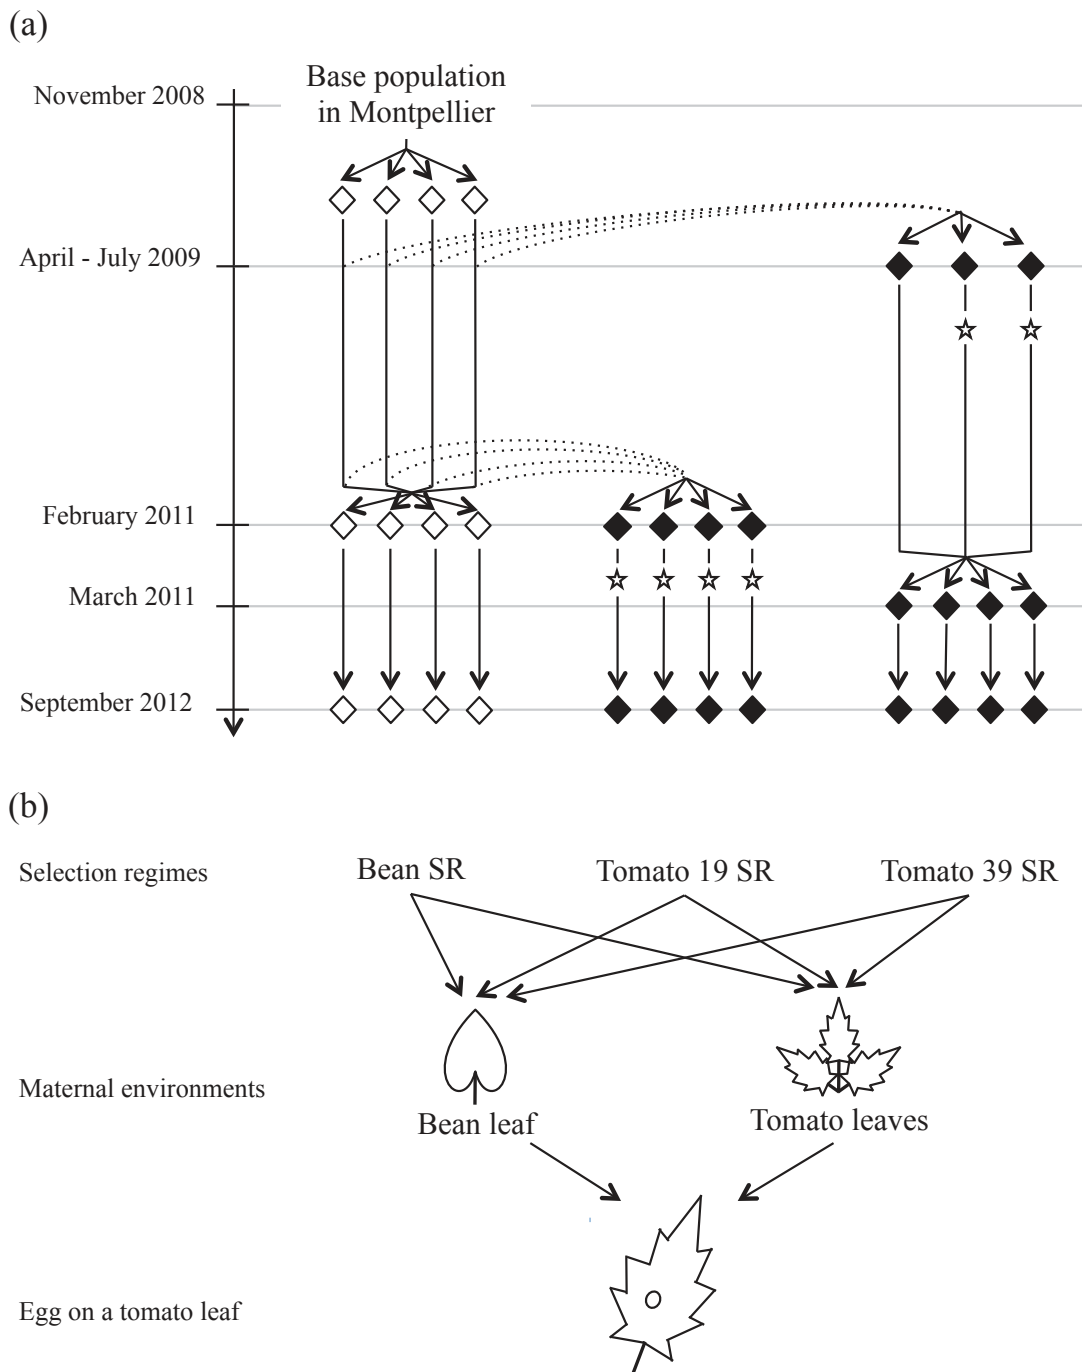 (a)
November 2008
Base population
in Montpellier
April - July 2009
February 2011
March 2011
September 2012
(b)
Selection regimes
Bean SR
Tomato 19 SR
Tomato 39 SR
Maternal environments
Bean leaf
Tomato leaves
Egg on a tomato leaf